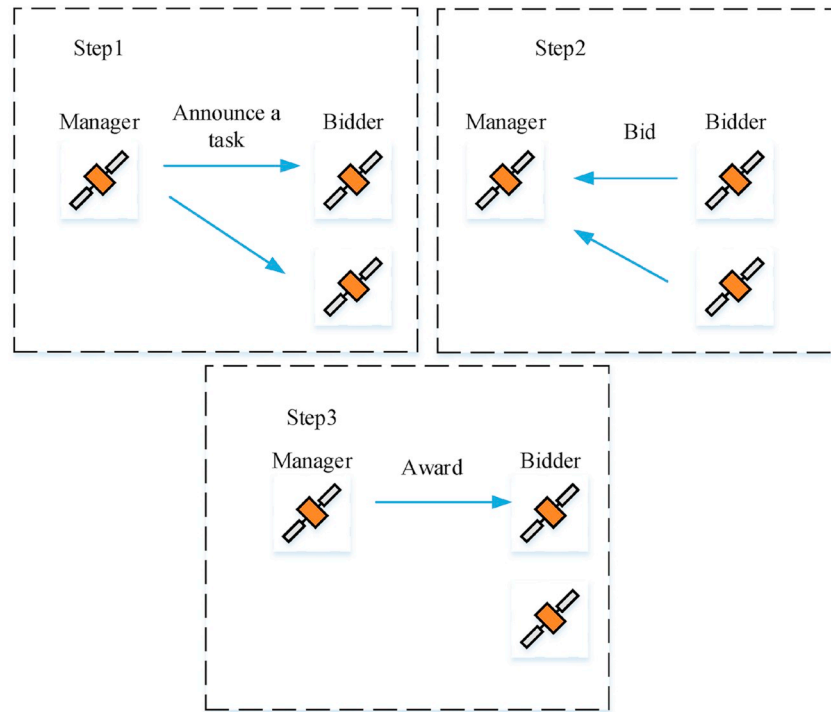 Step1
Manager
Announce a
task
Bidder
Step2
Manager
Bid
Bidder
Step3
Manager
Award
Bidder